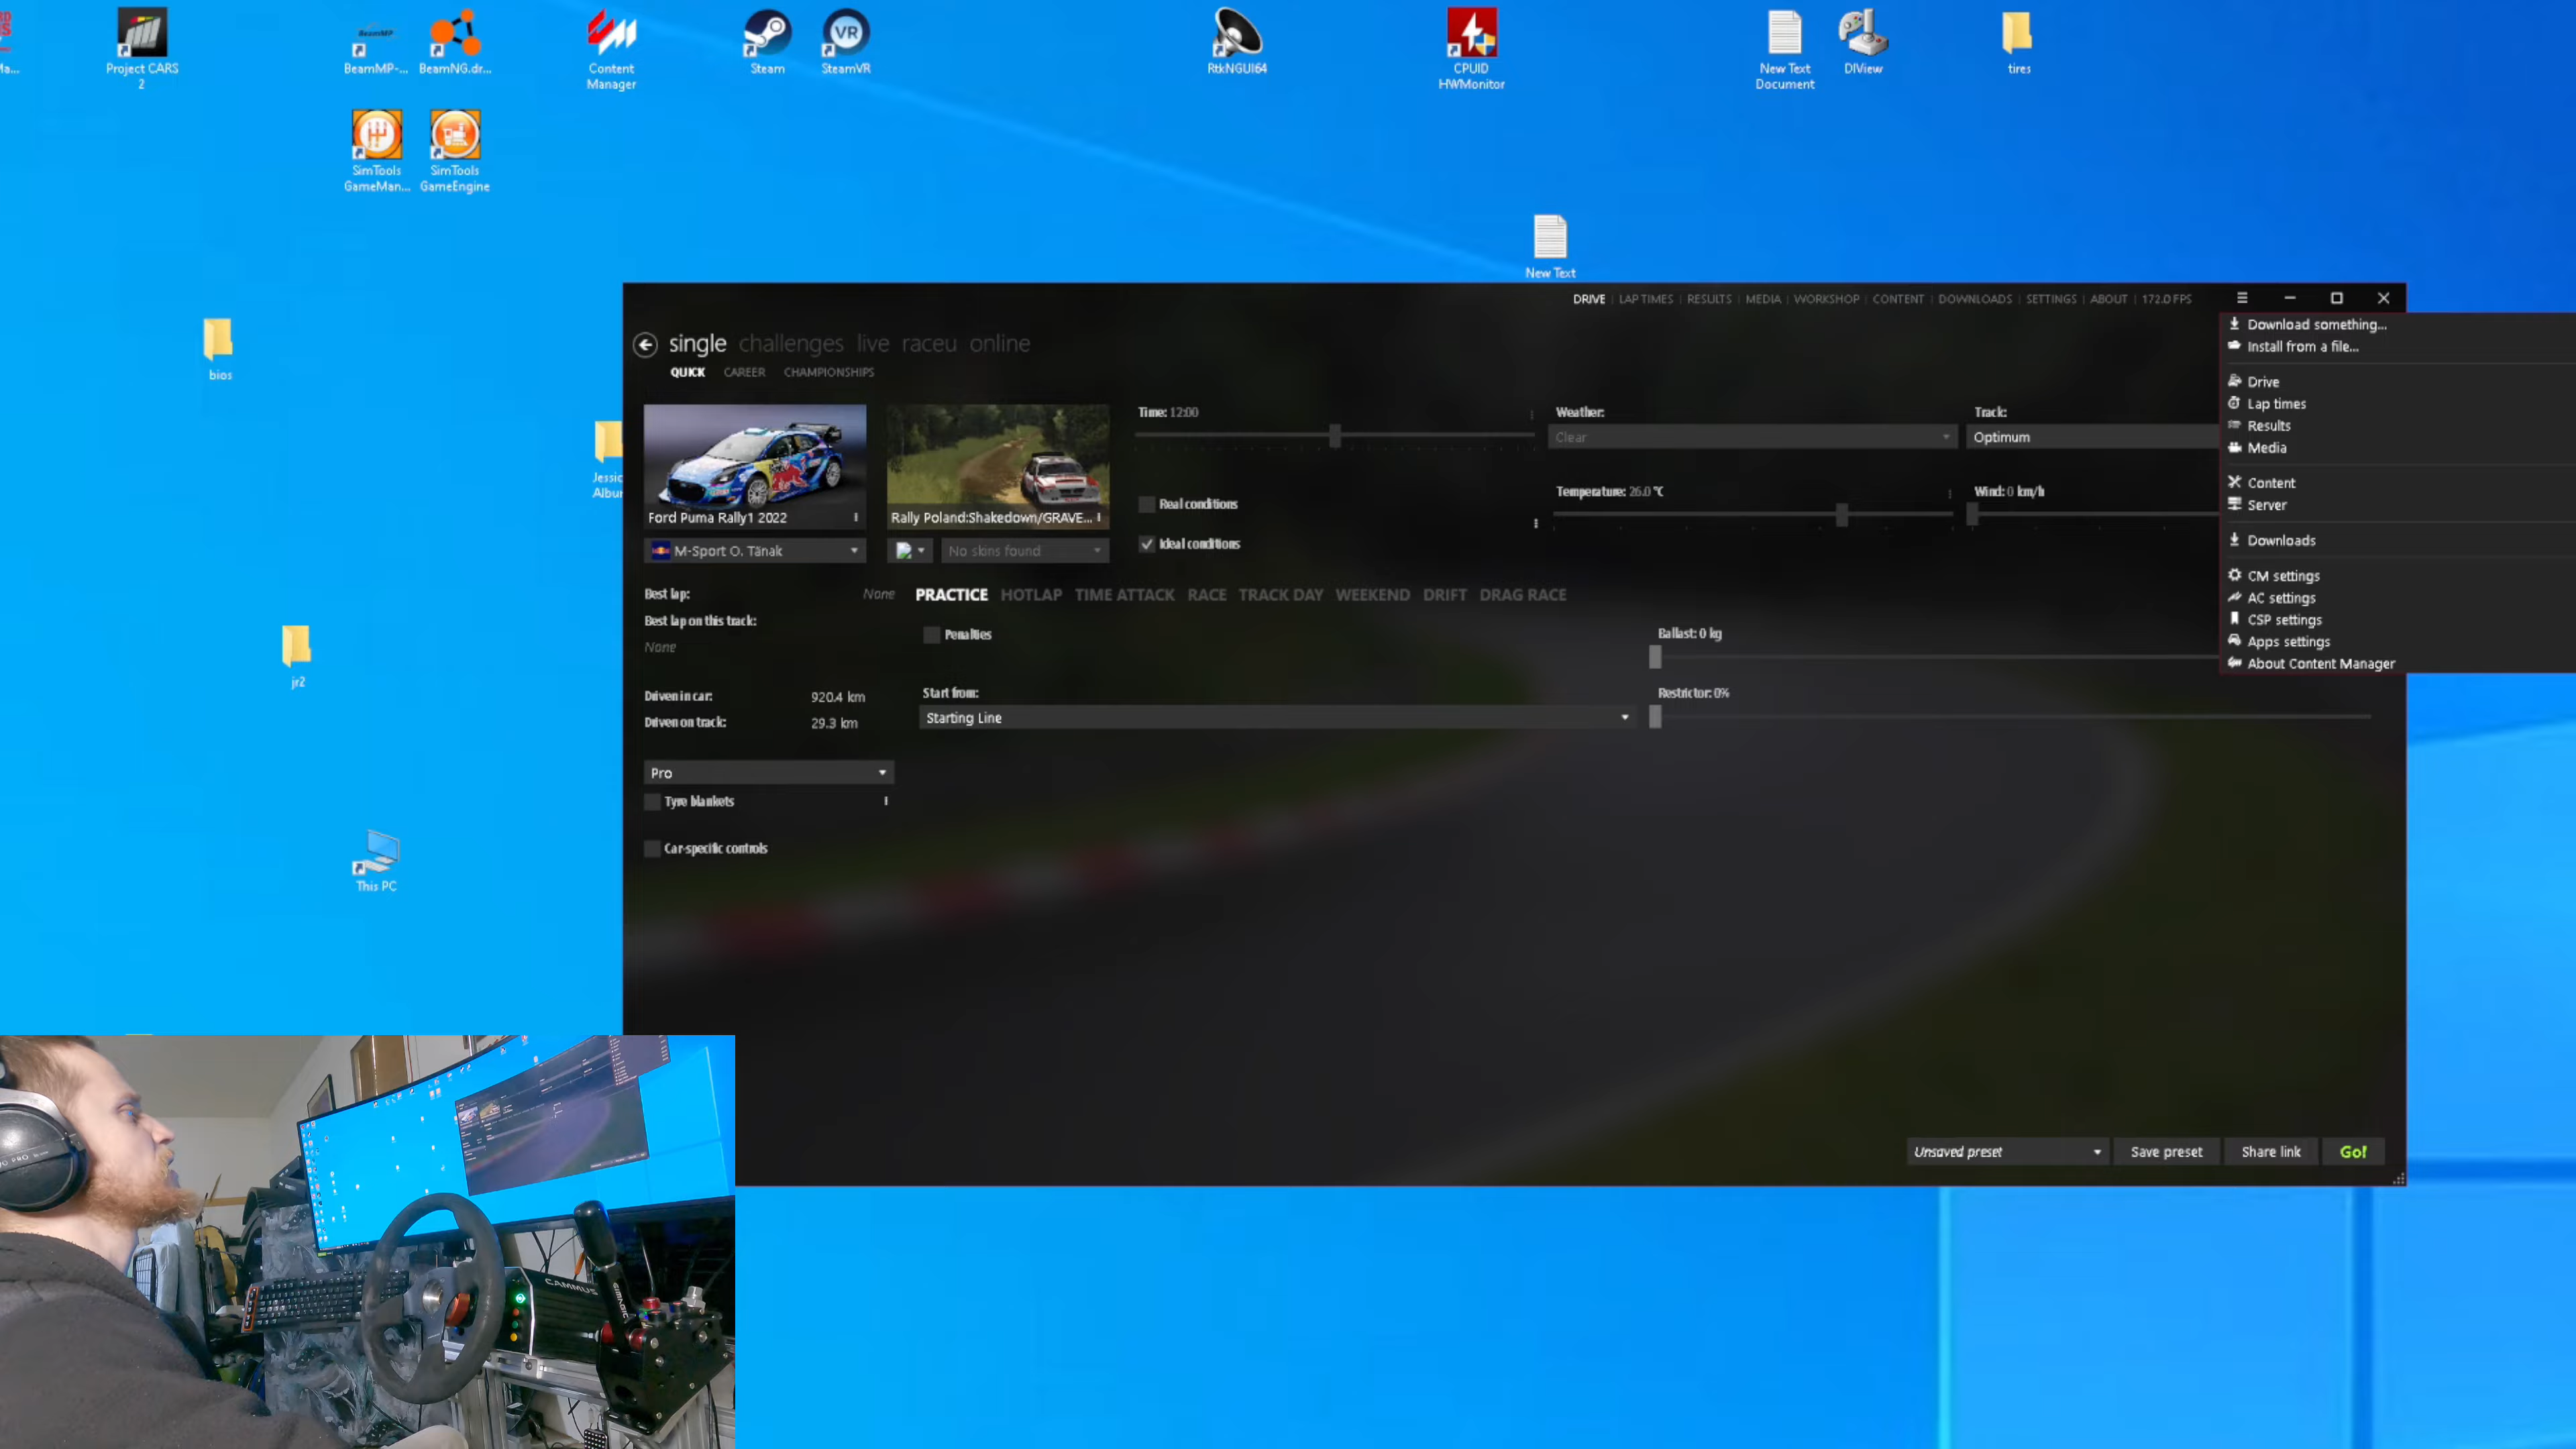 Project CARS
2
BeamMP-...
BeamNG.dr...
Content
Manager
Steam
VR
SteamVR
RtkNGUI64
CPUID
HWMonitor
New Text
Document
DIView
tires
SimTools
GameMan...
SimTools
GameEngine
New Text
bios
Jessic
Albur
jr2
This PC
DRIVE | LAP TIMES | RESULTS | MEDIA | WORKSHOP | CONTENT | DOWNLOADS | SETTINGS | ABOUT | 172.0 FPS
single challenges live raceu online
QUICK CAREER CHAMPIONSHIPS
Ford Puma Rally1 2022
M-Sport O. Tänak
Rally Poland:Shakedown/GRAVE...
No skins found
Time: 12:00
Real conditions
Ideal conditions
Weather:
Clear
Track:
Optimum
Temperature: 26.0 °C
Wind: 0 km/h
Best lap: None
Best lap on this track:
None
Driven in car: 920.4 km
Driven on track: 29.3 km
Pro
Tyre blankets
Car-specific controls
PRACTICE HOTLAP TIME ATTACK RACE TRACK DAY WEEKEND DRIFT DRAG RACE
Penalties
Start from:
Starting Line
Ballast: 0 kg
Restrictor: 0%
Download something...
Install from a file...
Drive
Lap times
Results
Media
Content
Server
Downloads
CM settings
AC settings
CSP settings
Apps settings
About Content Manager
Unsaved preset
Save preset
Share link
Go!
CAMMUS
SIMAGIC